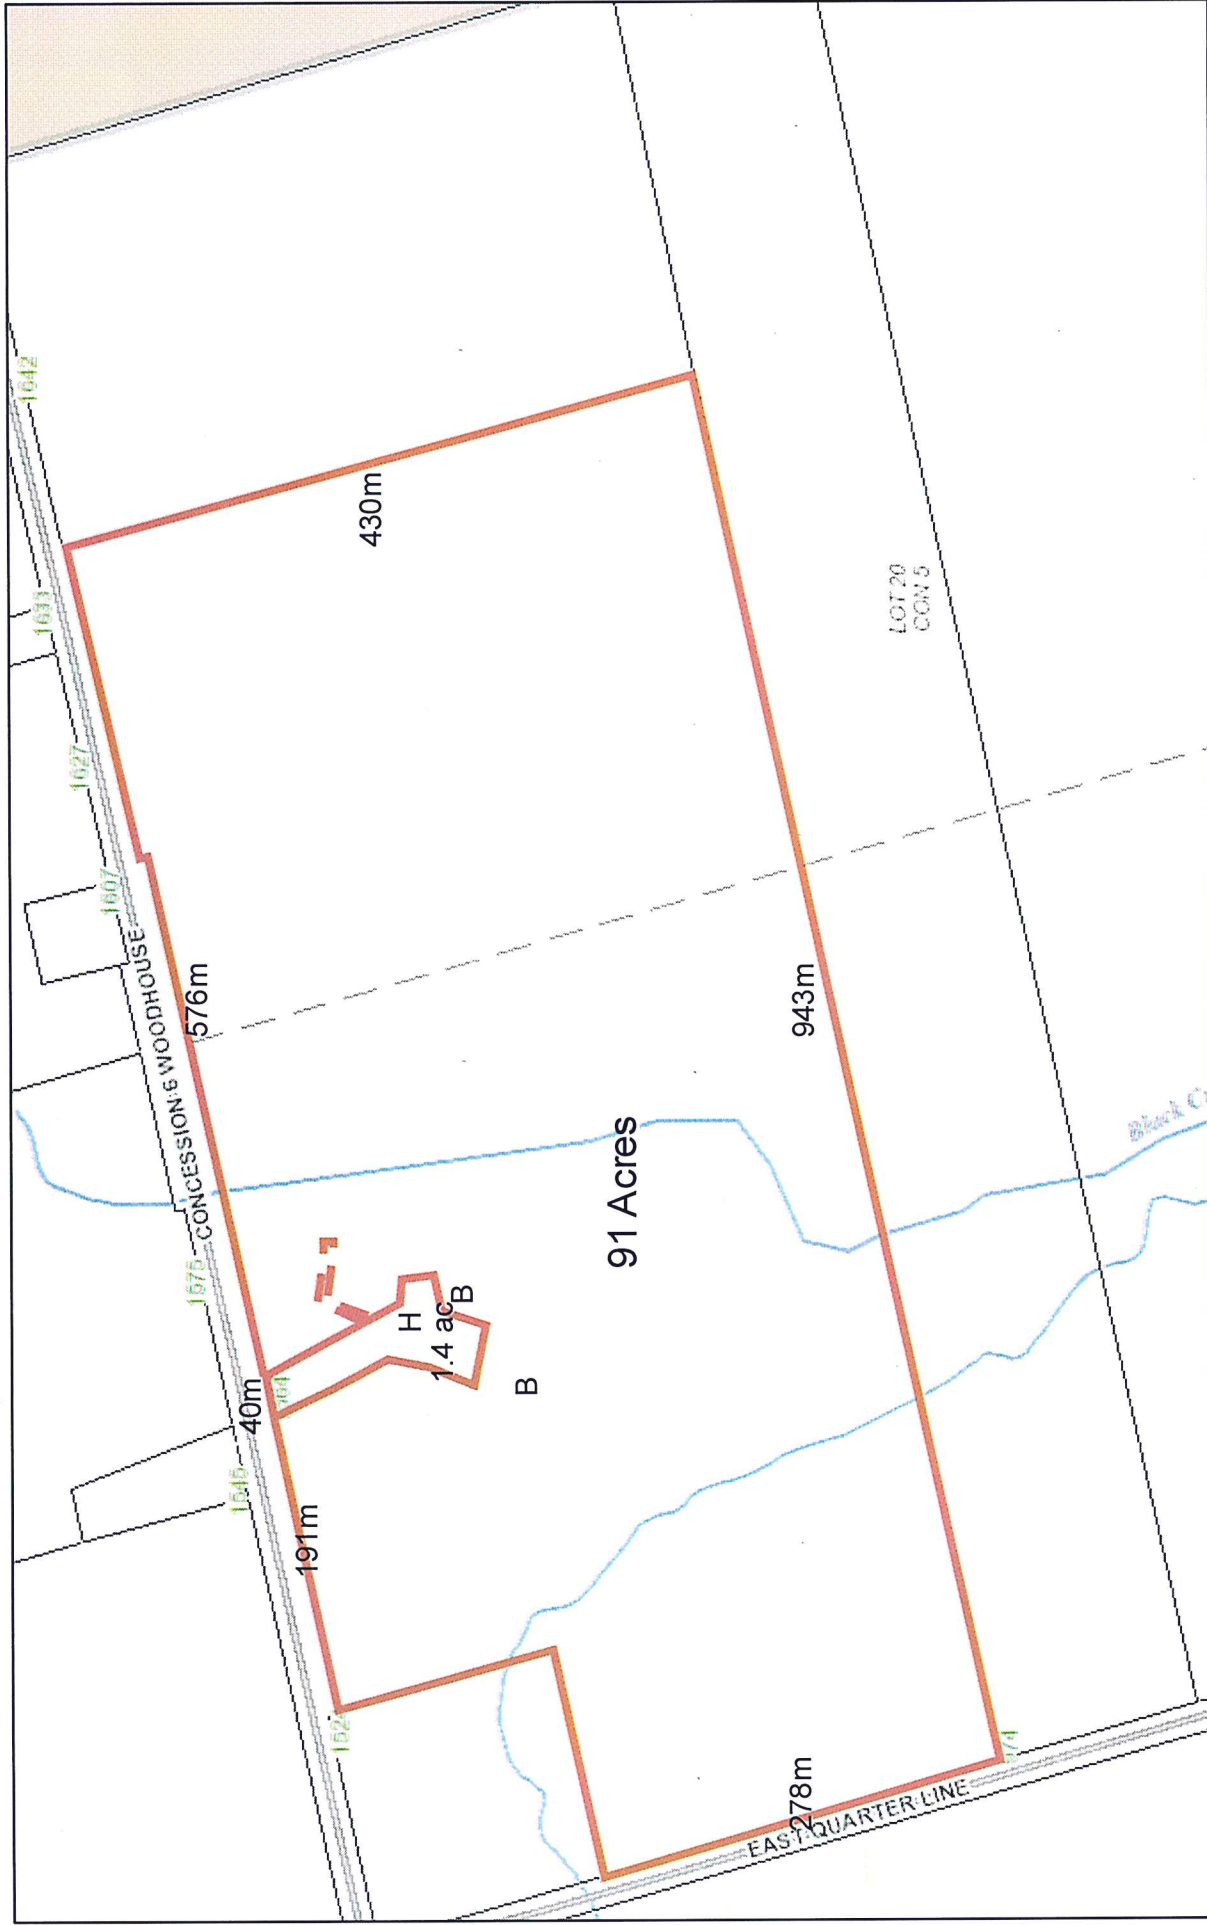 1642
1633
1627
1607
CONCESSION 6 WOODHOUSE
576m
430m
1575
40m
1545
191m
H
1.4 ac
B
B
91 Acres
943m
LOT 20
CON 5
278m
EAST QUARTER LINE
Black